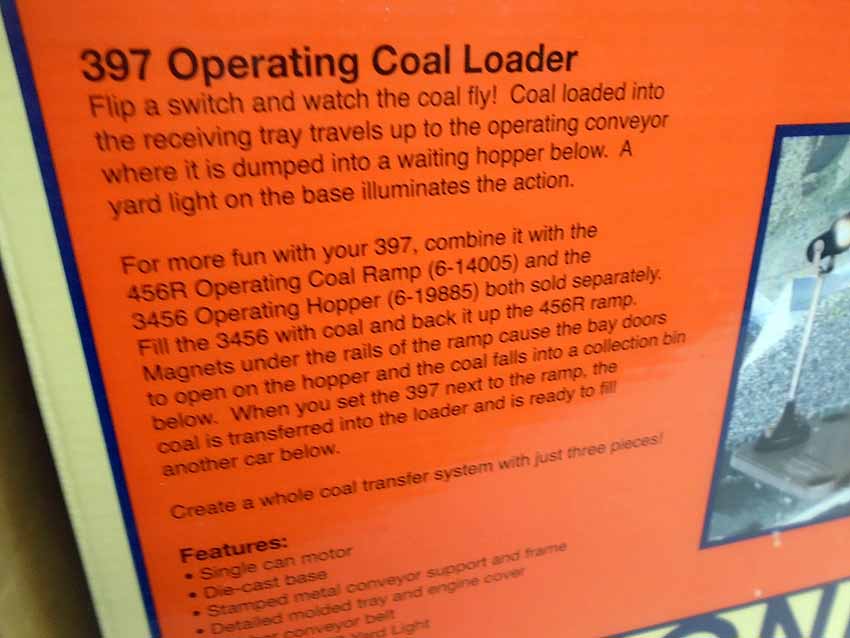 397 Operating Coal Loader
Flip a switch and watch the coal fly! Coal loaded into
the receiving tray travels up to the operating conveyor
where it is dumped into a waiting hopper below. A
yard light on the base illuminates the action.
For more fun with your 397, combine it with the
456R Operating Coal Ramp (6-14005) and the
3456 Operating Hopper (6-19885) both sold separately.
Fill the 3456 with coal and back it up the 456R ramp.
Magnets under the rails of the ramp cause the bay doors
to open on the hopper and the coal falls into a collection bin
below. When you set the 397 next to the ramp, the
coal is transferred into the loader and is ready to fill
another car below.
Create a whole coal transfer system with just three pieces!
Features:
• Single can motor
• Die-cast base
• Stamped metal conveyor support and frame
• Detailed molded tray and engine cover
conveyor belt
Yard Light